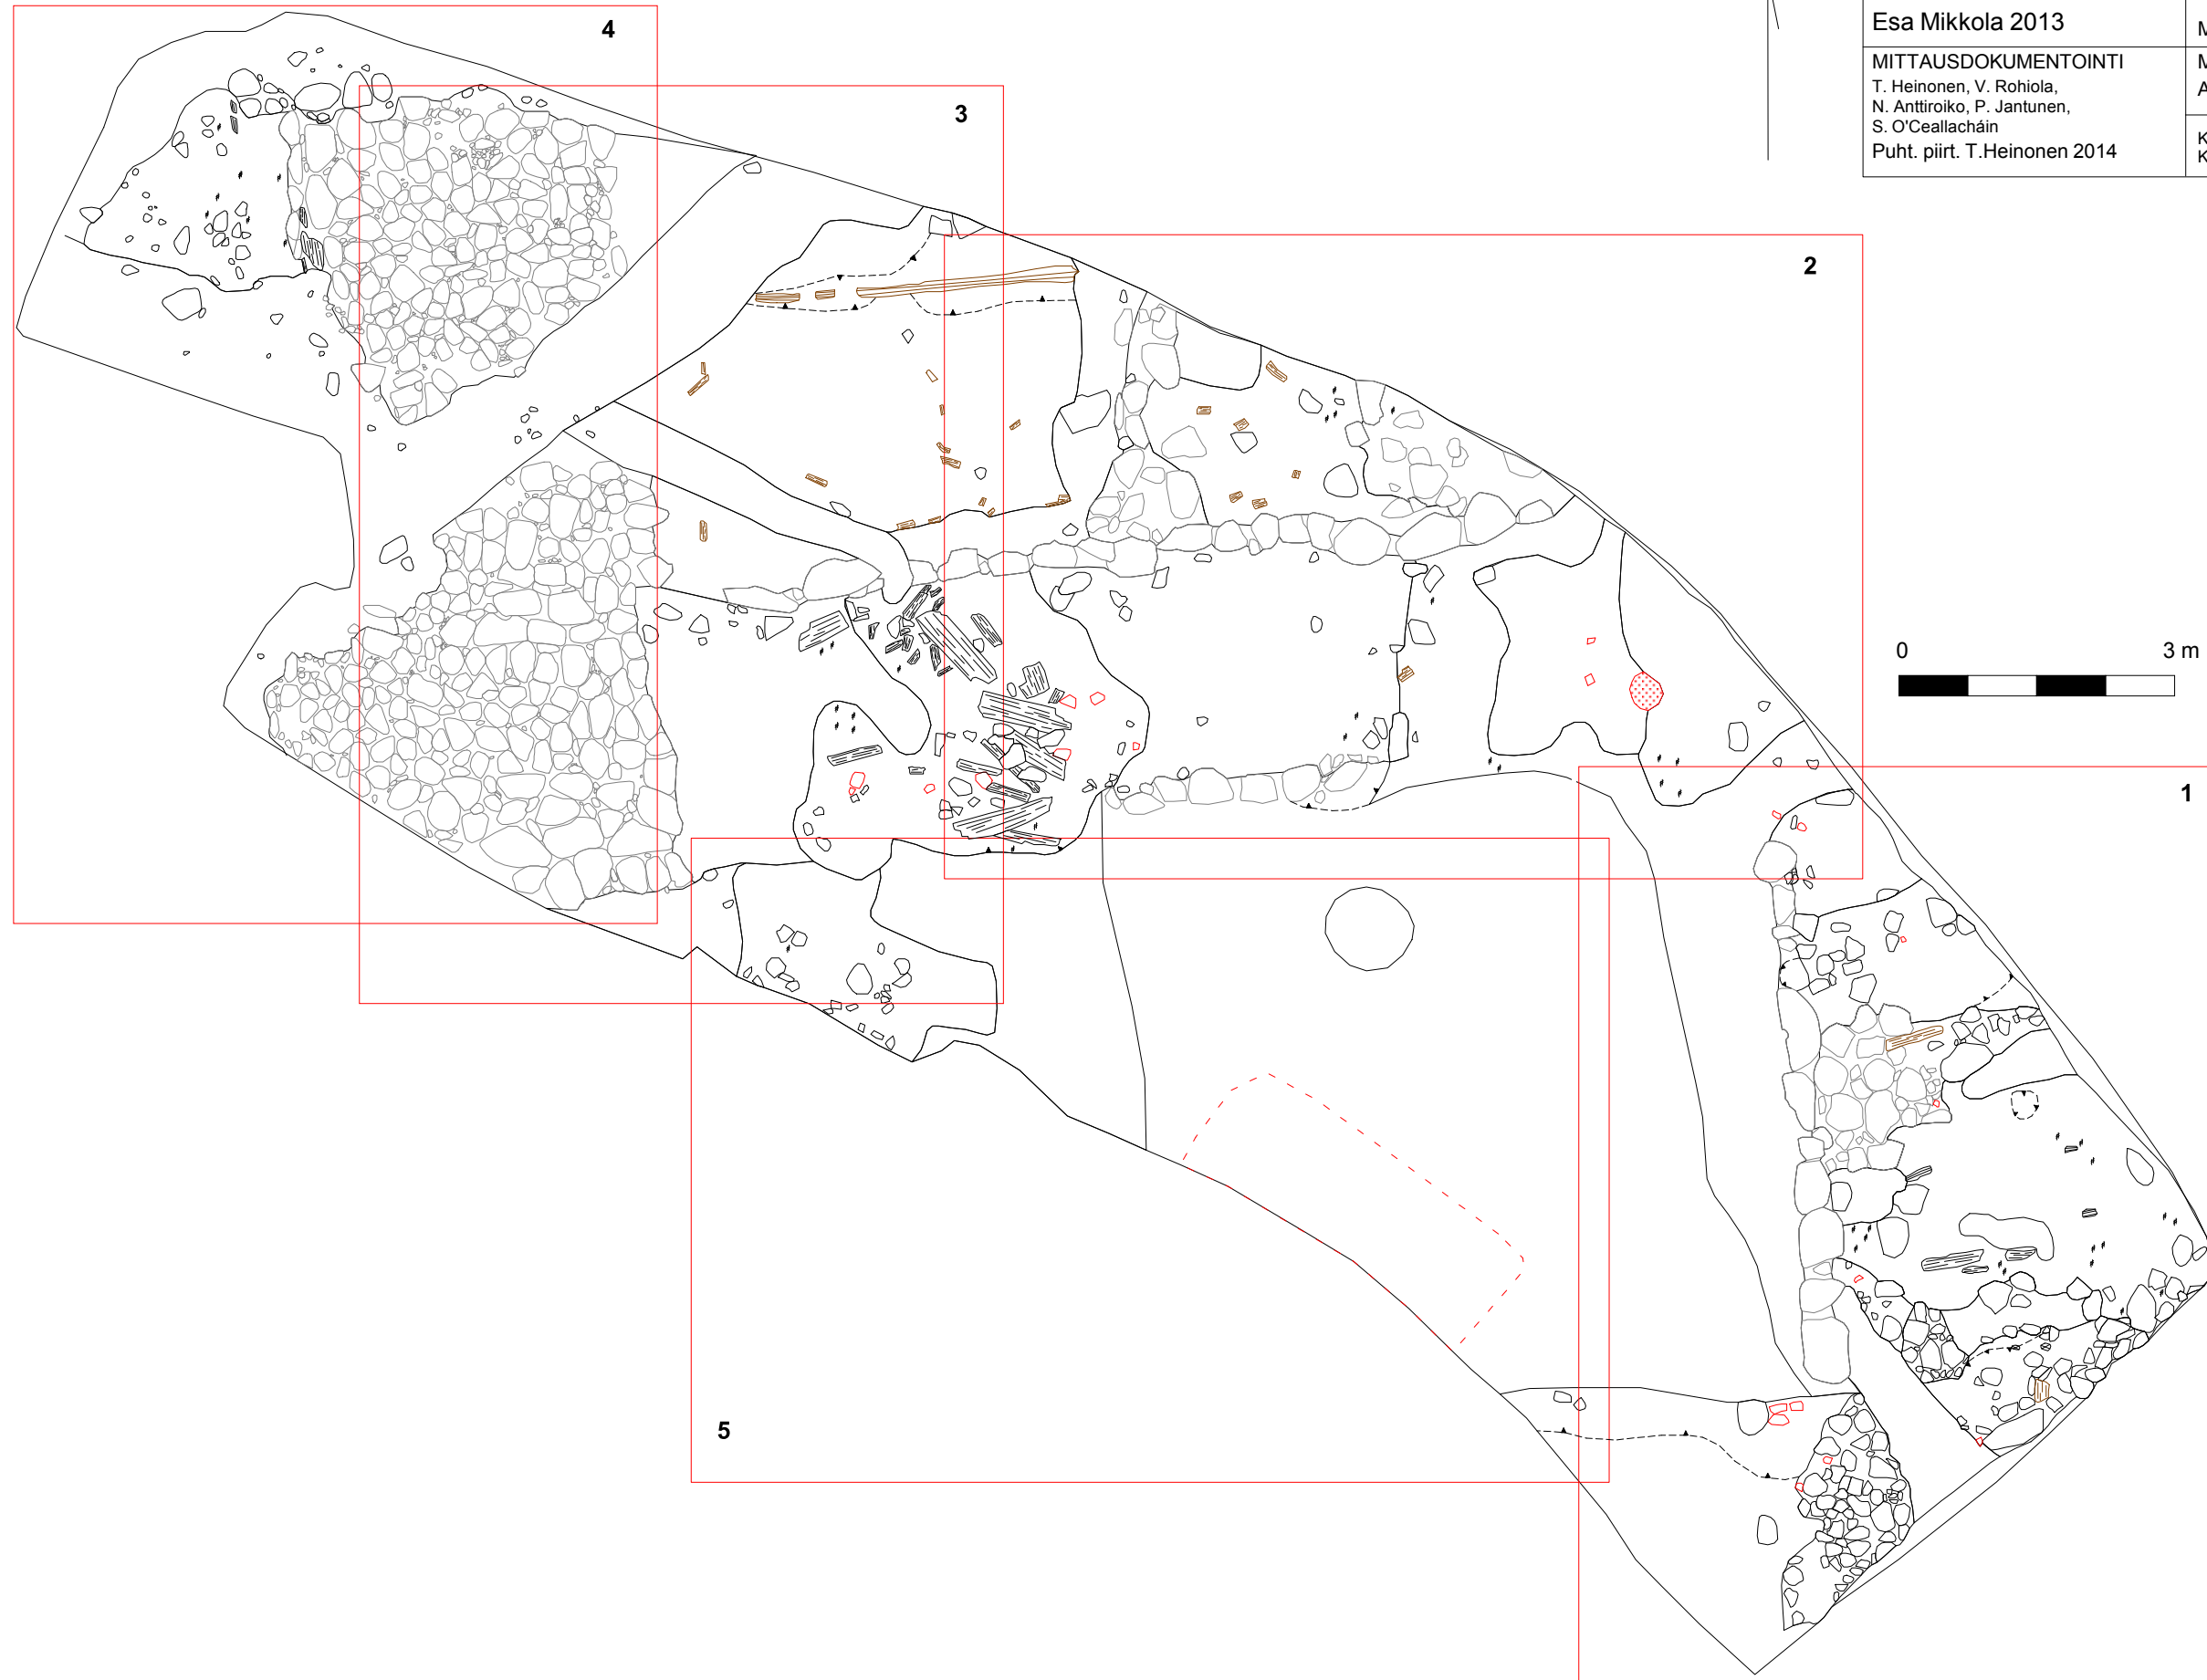 Esa Mikkola 2013
MITTAUSDOKUMENTOINTI
T. Heinonen, V. Rohiola,
N. Anttiroiko, P. Jantunen,
S. O'Ceallacháin
Puht. piirt. T.Heinonen 2014
M
M
A
K
K
4
3
2
0 3 m
1
5